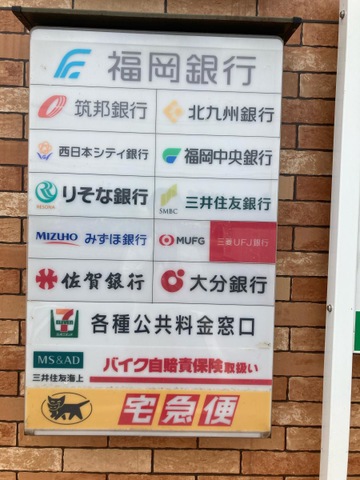 福岡銀行
筑邦銀行 北九州銀行
西日本シティ銀行 福岡中央銀行
RESONA りそな銀行 SMBC 三井住友銀行
MIZUHO みずほ銀行 MUFG 三菱UFJ銀行
佐賀銀行 大分銀行
ELEVEN 各種公共料金窓口
MS&AD
三井住友海上 バイク自賠責保険取扱い
宅急便